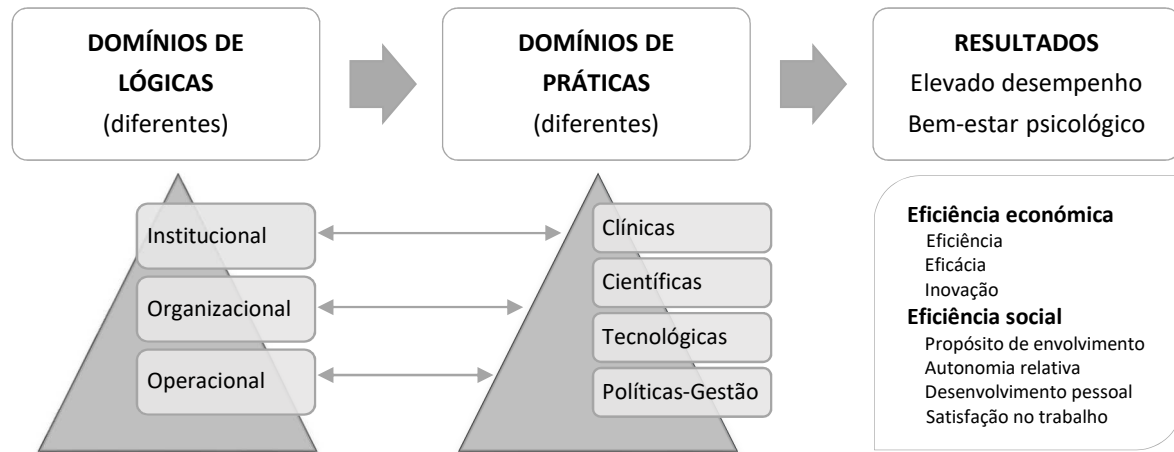 DOMÍNIOS DE
LÓGICAS
(diferentes)
DOMÍNIOS DE
PRÁTICAS
(diferentes)
RESULTADOS
Elevado desempenho
Bem-estar psicológico
Institucional
Organizacional
Operacional
Clínicas
Científicas
Tecnológicas
Políticas-Gestão
Eficiência económica
Eficiência
Eficácia
Inovação
Eficiência social
Propósito de envolvimento
Autonomia relativa
Desenvolvimento pessoal
Satisfação no trabalho